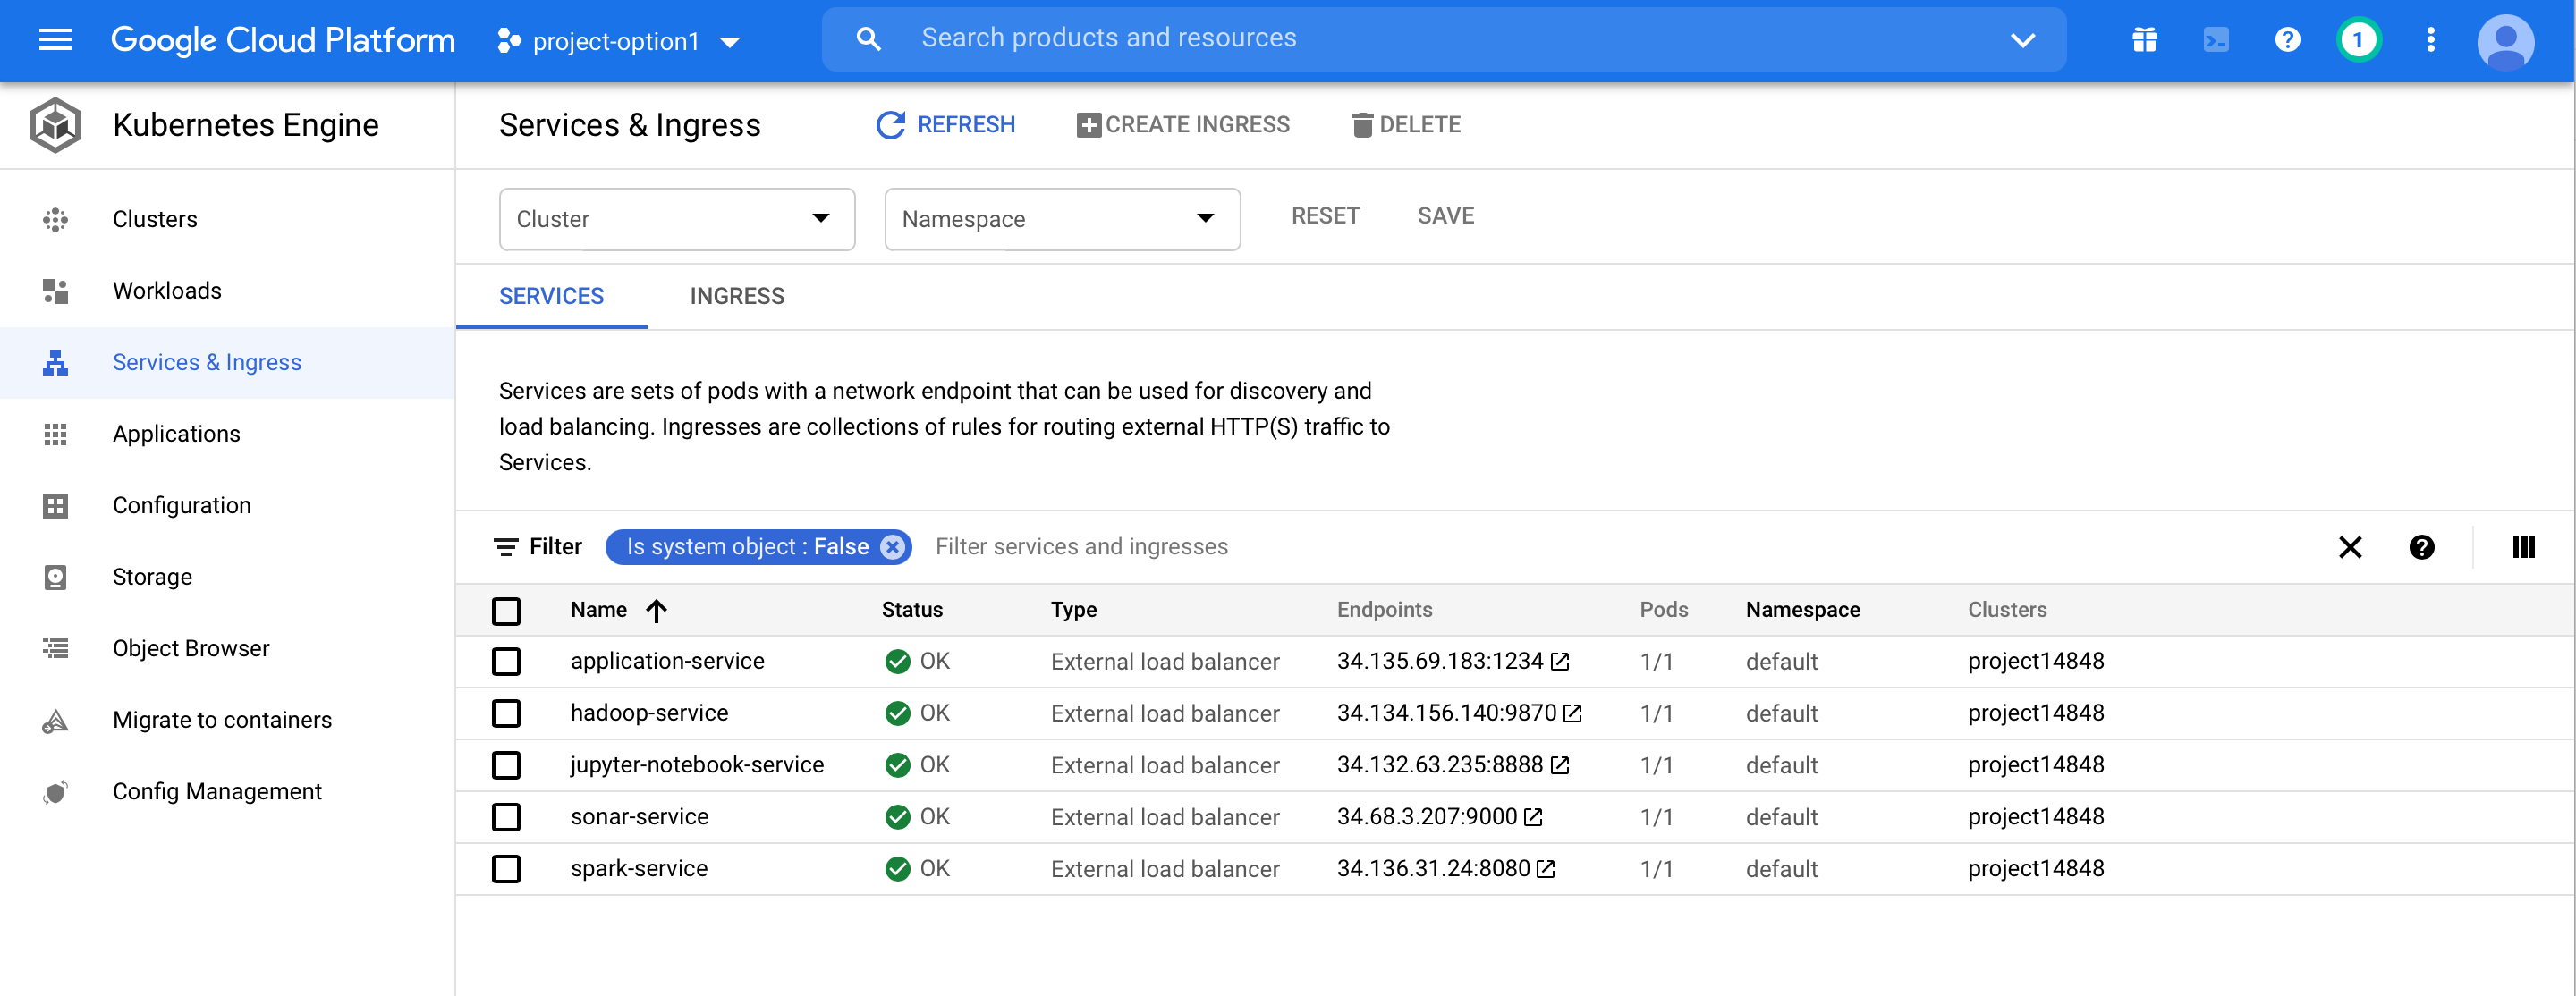 Google Cloud Platform
project-option1
Search products and resources
1
Kubernetes Engine
Services & Ingress
REFRESH
CREATE INGRESS
DELETE
Clusters
Workloads
Services & Ingress
Applications
Configuration
Storage
Object Browser
Migrate to containers
Config Management
Cluster
Namespace
RESET
SAVE
SERVICES
INGRESS
Services are sets of pods with a network endpoint that can be used for discovery and
load balancing. Ingresses are collections of rules for routing external HTTP(S) traffic to
Services.
Filter Is system object : False Filter services and ingresses
Name Status Type Endpoints Pods Namespace Clusters
application-service OK External load balancer 34.135.69.183:1234 1/1 default project14848
hadoop-service OK External load balancer 34.134.156.140:9870 1/1 default project14848
jupyter-notebook-service OK External load balancer 34.132.63.235:8888 1/1 default project14848
sonar-service OK External load balancer 34.68.3.207:9000 1/1 default project14848
spark-service OK External load balancer 34.136.31.24:8080 1/1 default project14848